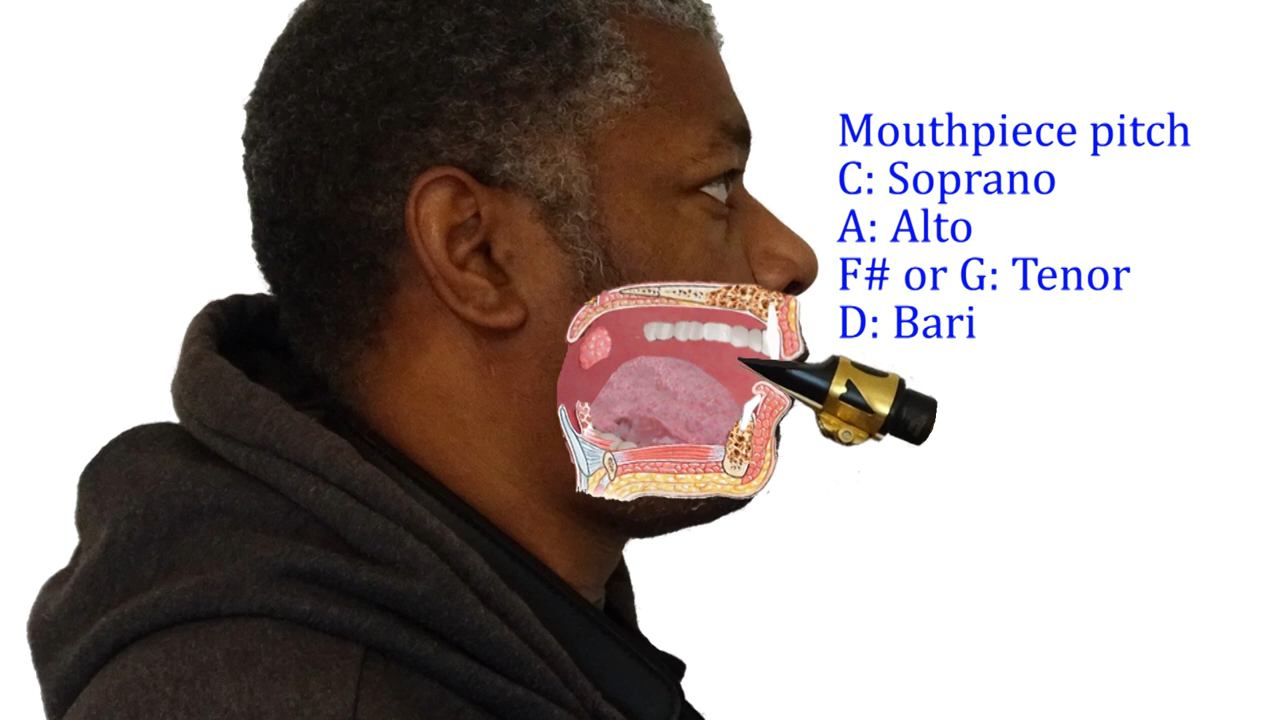 Mouthpiece pitch
C: Soprano
A: Alto
F# or G: Tenor
D: Bari